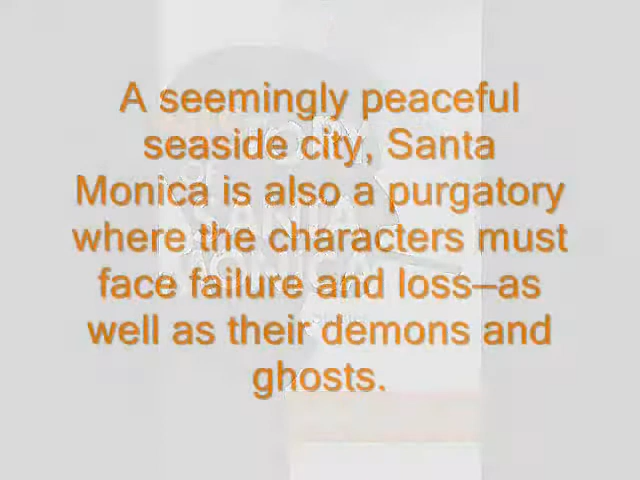 A seemingly peaceful
seaside city, Santa
Monica is also a purgatory
where the characters must
face failure and loss—as
well as their demons and
ghosts.